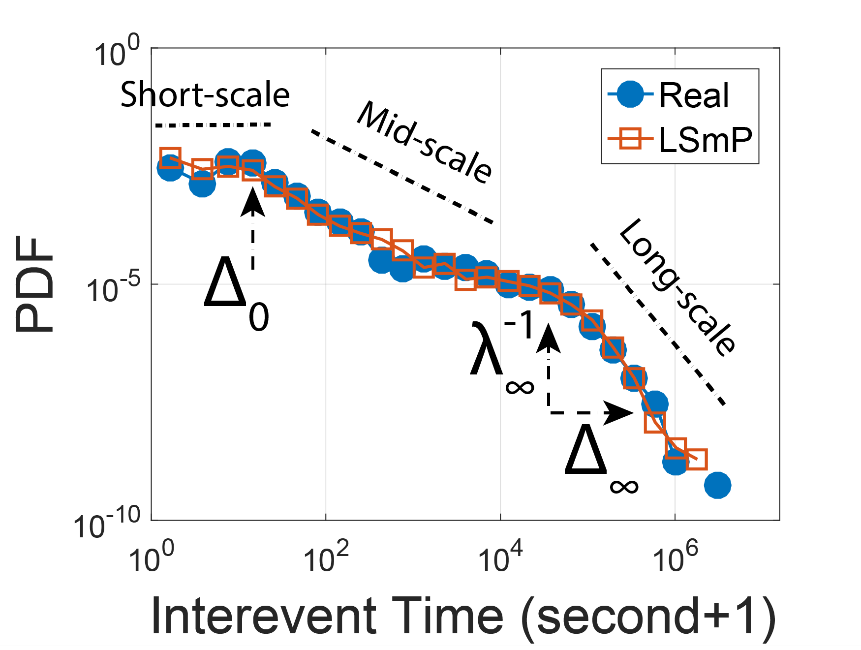 10^0
Short-scale
Mid-scale
Real
LSmP
PDF
Δ_0
10^-5
Long-scale
λ_∞^-1
Δ_∞
10^-10
10^0
10^2
10^4
10^6
Interevent Time (second+1)